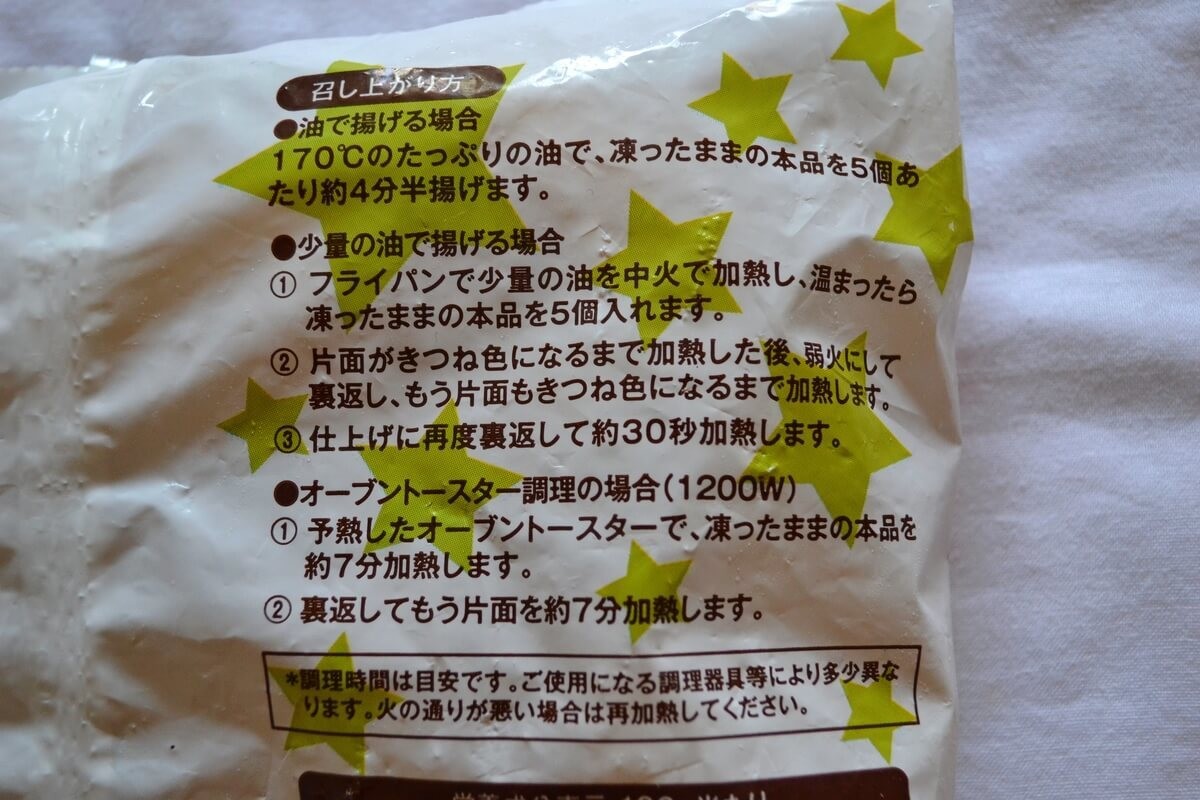 召し上がり方
●油で揚げる場合
170℃のたっぷりの油で、凍ったままの本品を5個あ
たり約4分半揚げます。
●少量の油で揚げる場合
① フライパンで少量の油を中火で加熱し、温まったら
凍ったままの本品を5個入れます。
② 片面がきつね色になるまで加熱した後、弱火にして
裏返し、もう片面もきつね色になるまで加熱します。
③ 仕上げに再度裏返して約30秒加熱します。
●オーブントースター調理の場合(1200W)
① 予熱したオーブントースターで、凍ったままの本品を
約7分加熱します。
② 裏返してもう片面を約7分加熱します。
*調理時間は目安です。ご使用になる調理器具等により多少異な
ります。火の通りが悪い場合は再加熱してください。